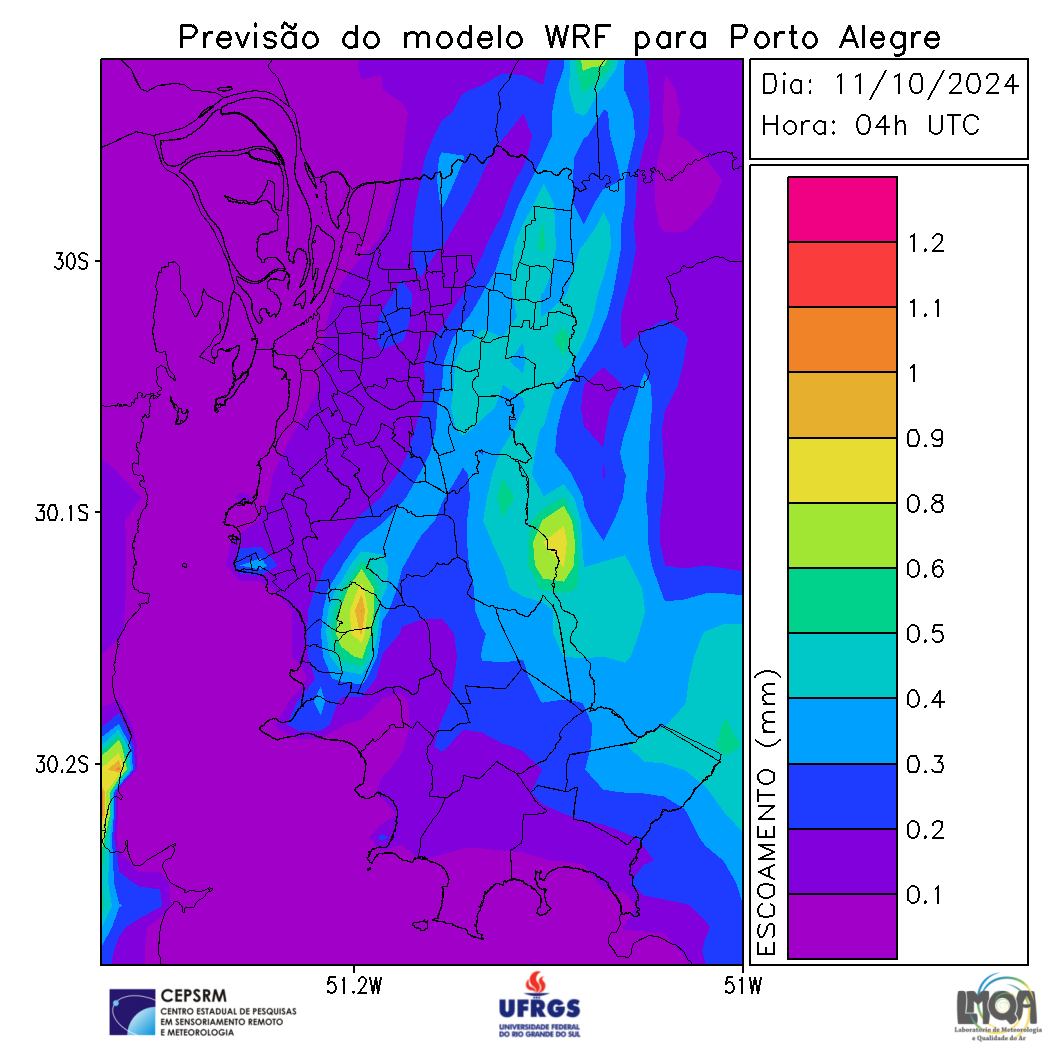 Previsão do modelo WRF para Porto Alegre
Dia: 11/10/2024
Hora: 04h UTC
30S
30.1S
30.2S
51.2W
51W
ESCOAMENTO (mm)
1.2
1.1
1
0.9
0.8
0.6
0.5
0.4
0.3
0.2
0.1
CEPSRM
CENTRO ESTADUAL DE PESQUISAS
EM SENSORIAMENTO REMOTO
E METEOROLOGIA
UFRGS
UNIVERSIDADE FEDERAL
DO RIO GRANDE DO SUL
LMQA
Laboratório de Meteorologia
e Qualidade do Ar